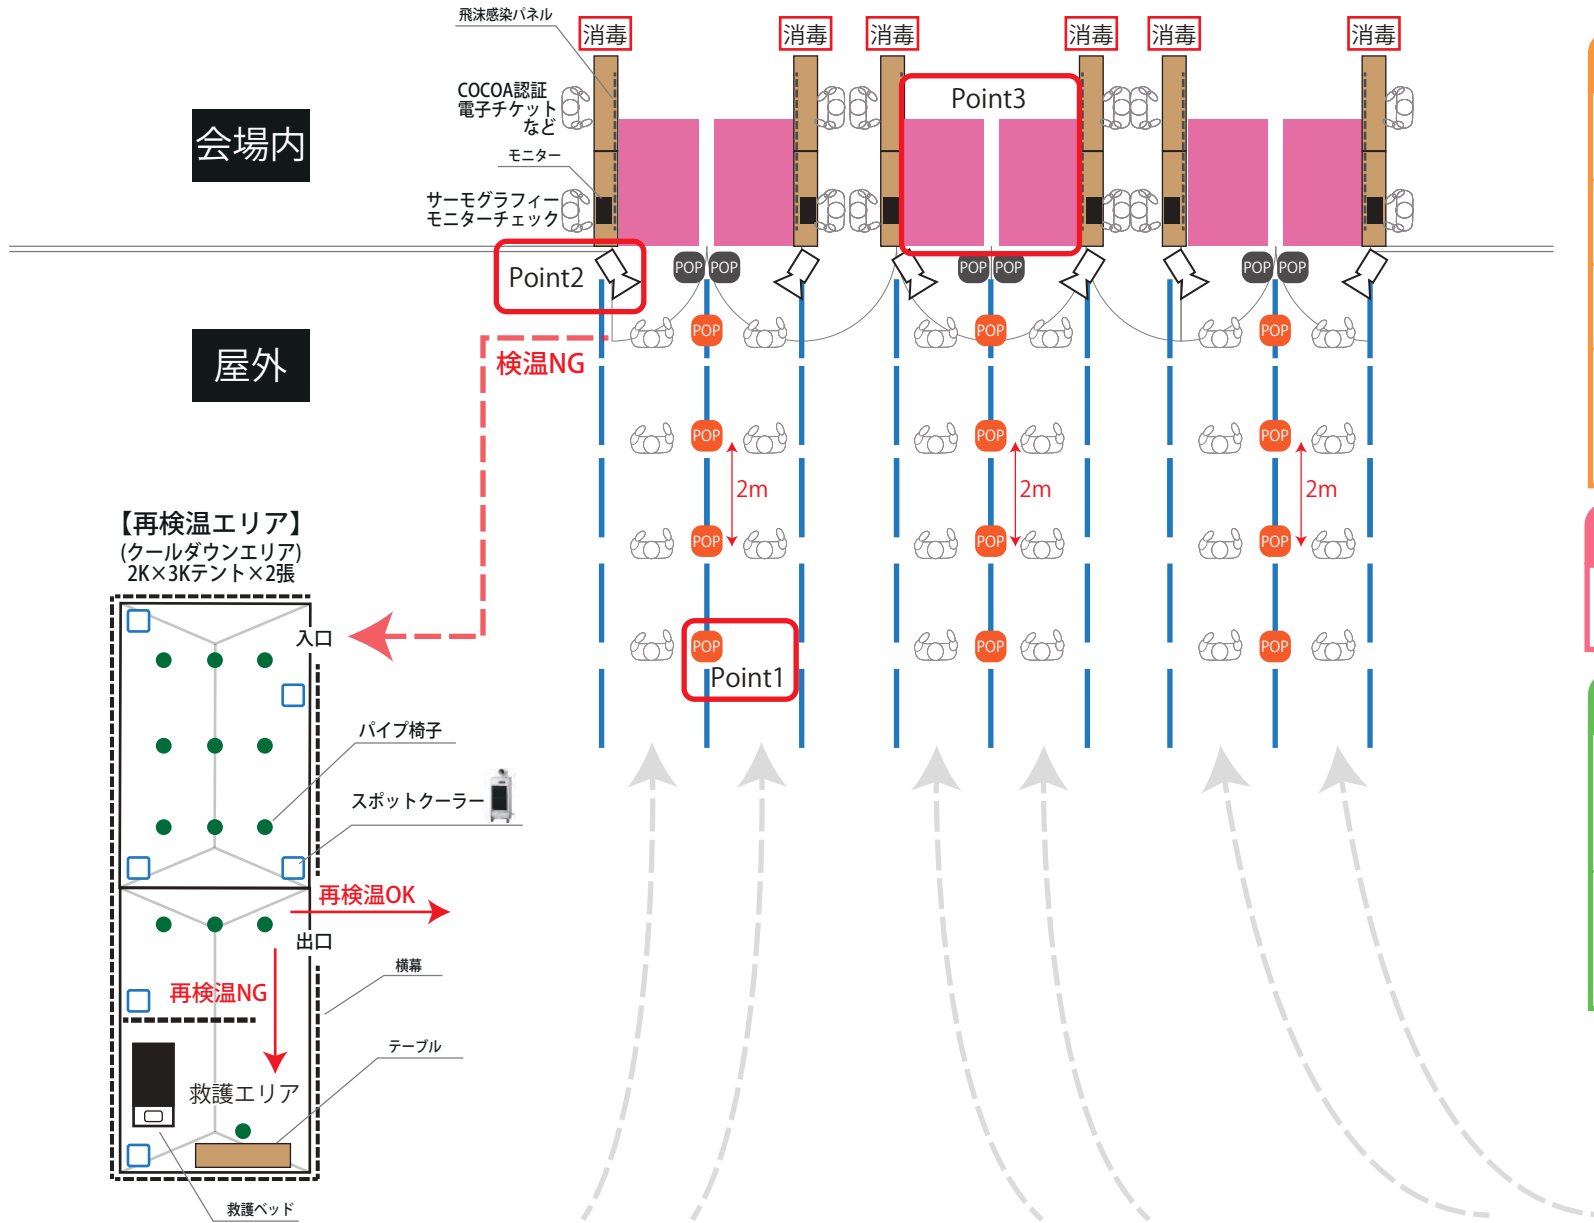 飛沫感染パネル
消毒
消毒
消毒
消毒
消毒
消毒
COCOA認証
電子チケット
など
Point3
会場内
モニター
サーモグラフィー
モニターチェック
Point2
POP
POP
POP
POP
POP
POP
屋外
検温NG
POP
POP
POP
POP
POP
POP
2m
2m
2m
【再検温エリア】
(クールダウンエリア)
2K×3Kテント×2張
POP
POP
POP
入口
POP
POP
POP
Point1
パイプ椅子
スポットクーラー
再検温OK
出口
横幕
再検温NG
テーブル
救護エリア
救護ベッド